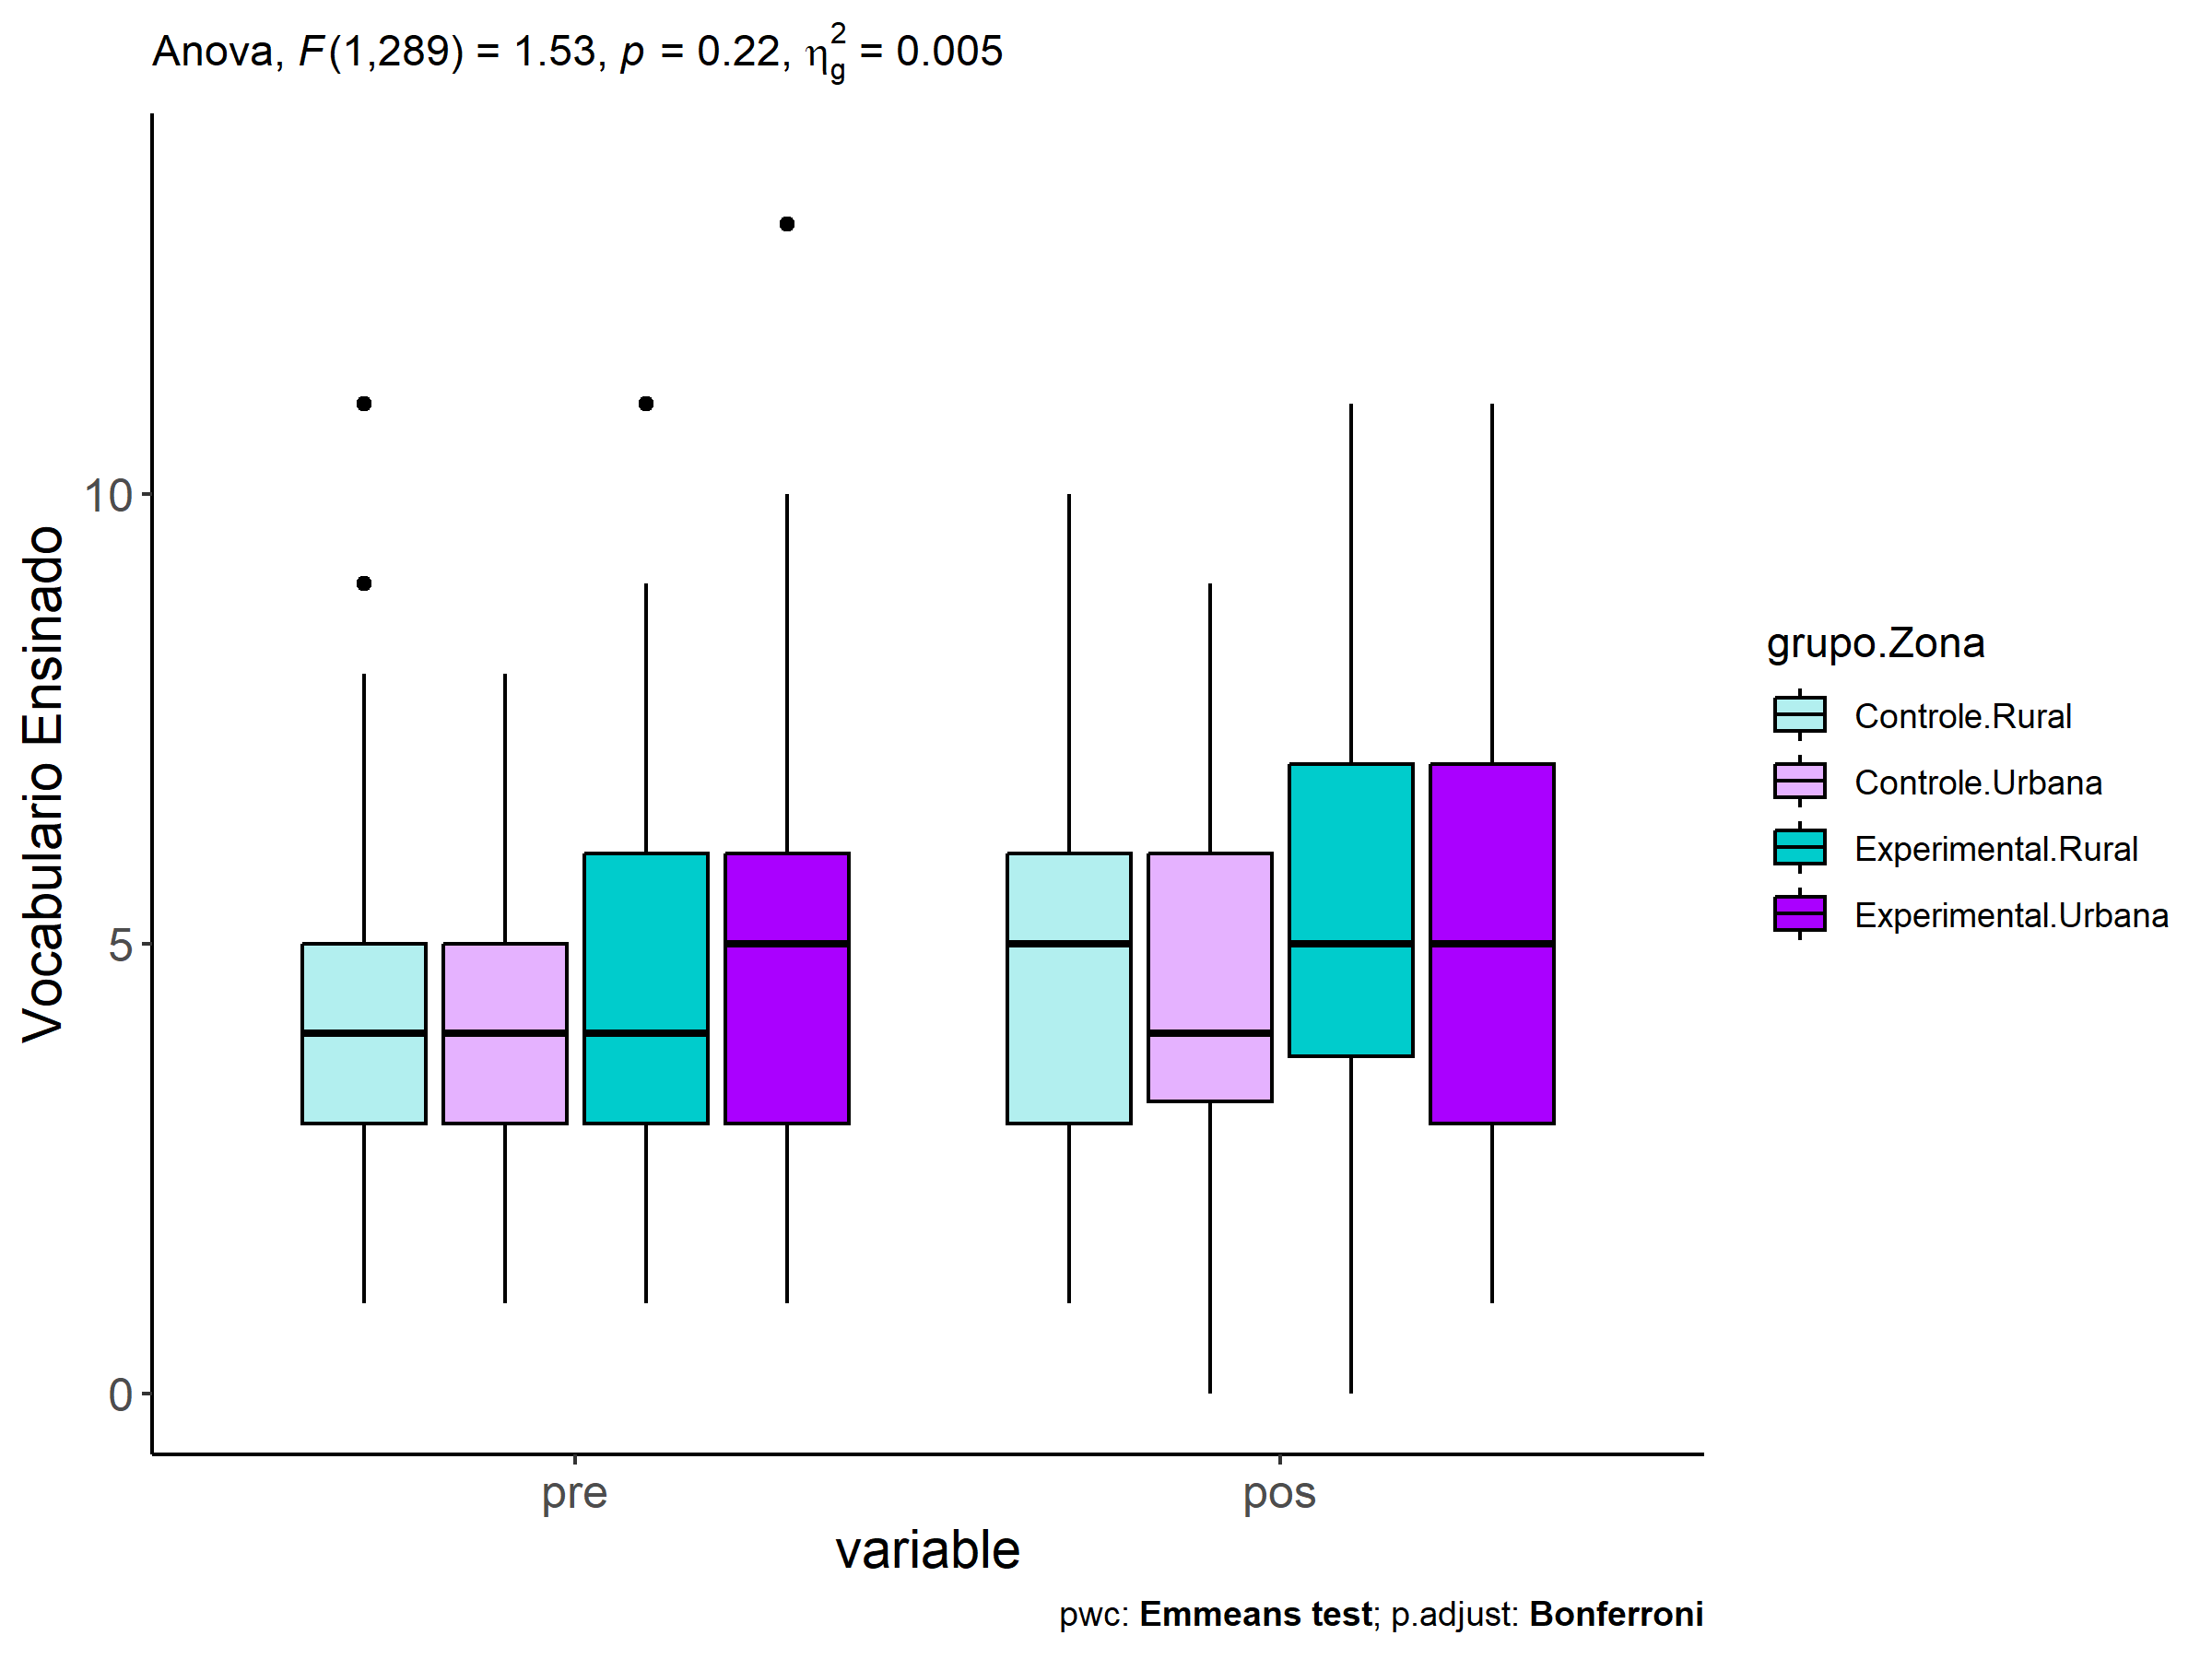 Anova, F(1,289) = 1.53, p = 0.22, η²g = 0.005
Vocabulario Ensinado
10
5
0
pre
pos
variable
grupo.Zona
Controle.Rural
Controle.Urbana
Experimental.Rural
Experimental.Urbana
pwc: Emmeans test; p.adjust: Bonferroni